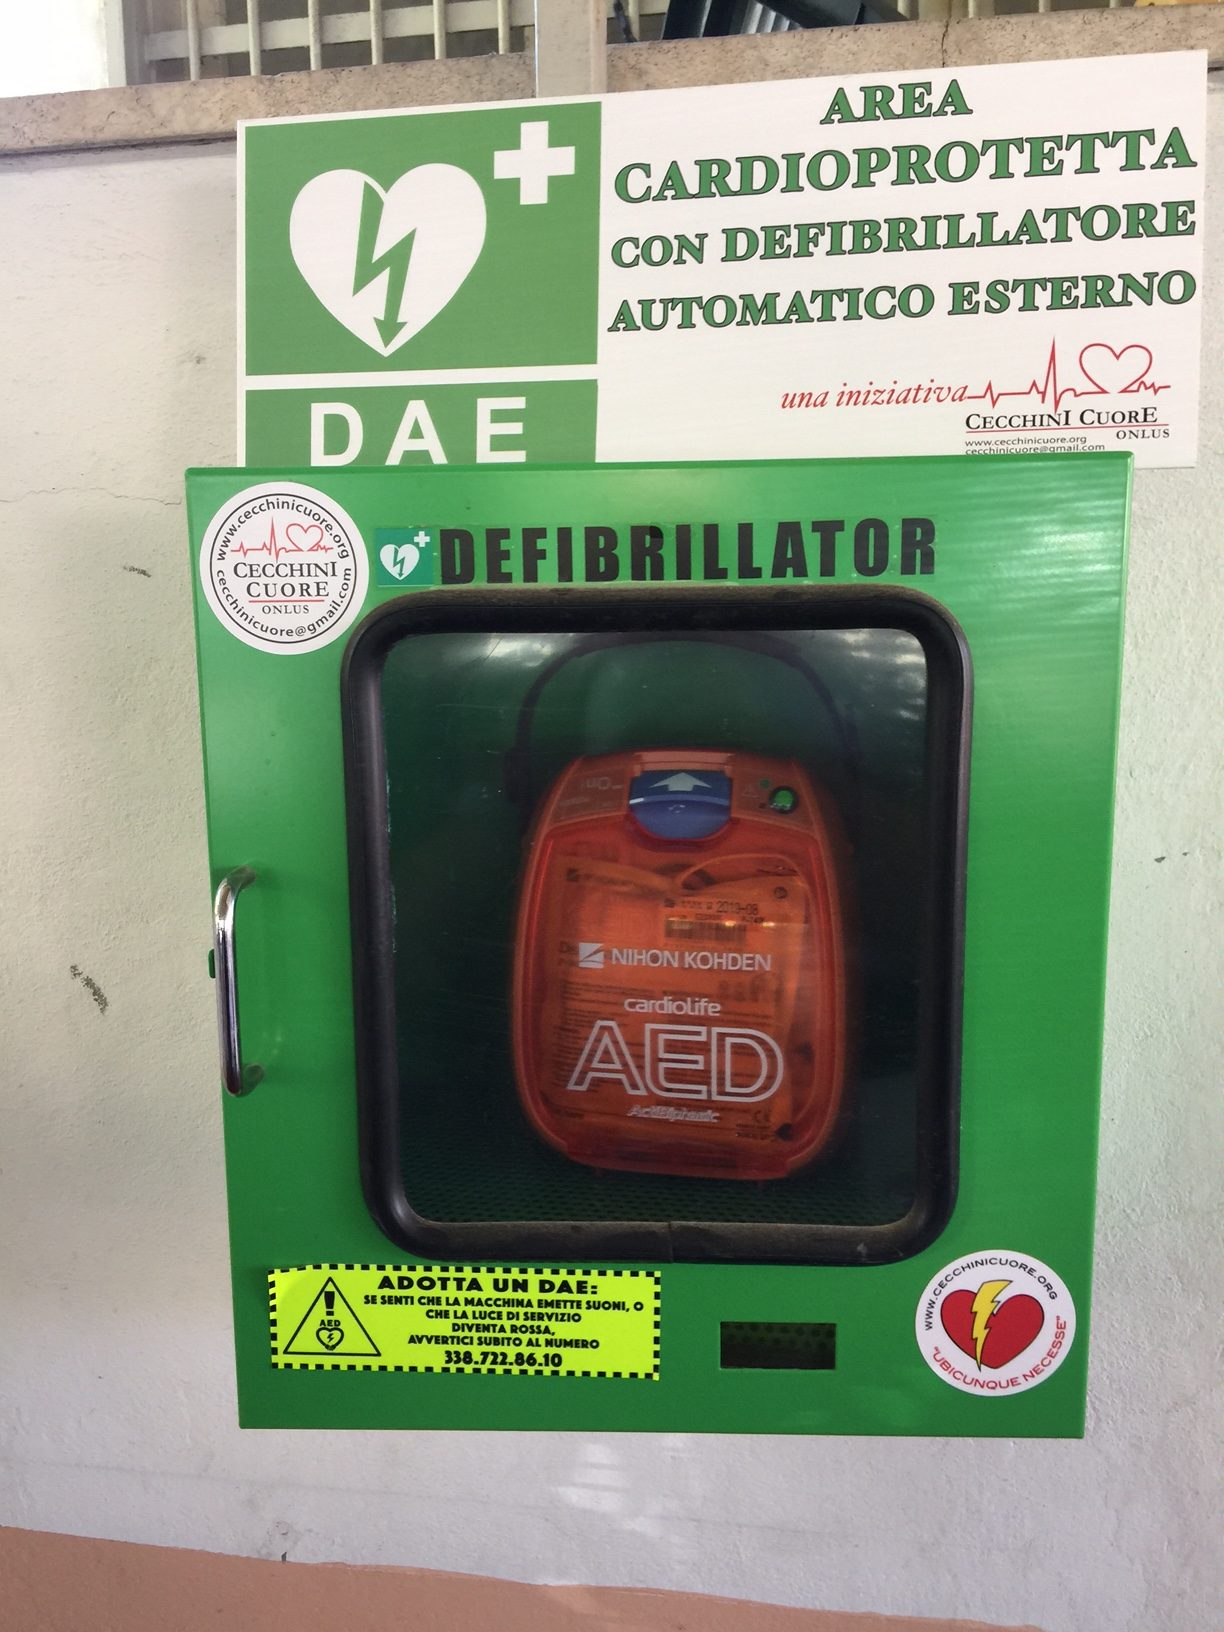 AREA
CARDIOPROTETTA
CON DEFIBRILLATORE
AUTOMATICO ESTERNO
una iniziativa
CECCHINI CUORE
ONLUS
www.cecchinicuore.org
cecchinicuore@gmail.com
DAE
www.cecchinicuore.org
CECCHINI
CUORE
ONLUS
cecchinicuore@gmail.com
DEFIBRILLATOR
2019-08
NIHON KOHDEN
cardiolife
AED
ADOTTA UN DAE:
SE SENTI CHE LA MACCHINA EMETTE SUONI, O
CHE LA LUCE DI SERVIZIO
DIVENTA ROSSA,
AVVERTICI SUBITO AL NUMERO
338.722.86.10
AED
WWW.CECCHINICUORE.ORG
"UBICUNQUE NECESSE"